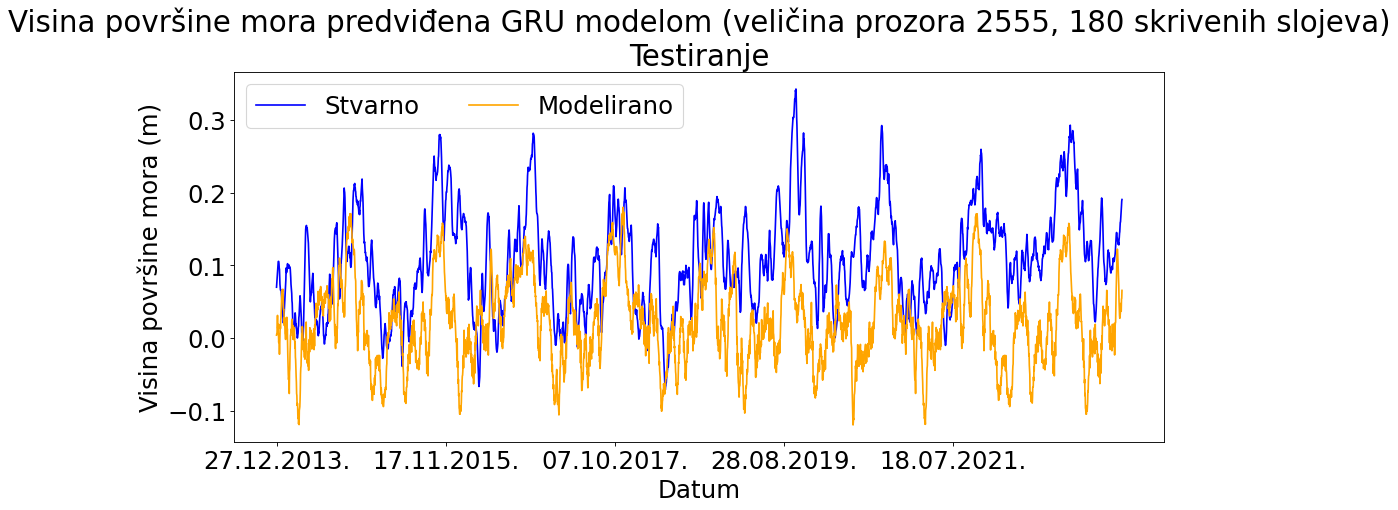 Visina površine mora predviđena GRU modelom (veličina prozora 2555, 180 skrivenih slojeva)
Testiranje
Stvarno Modelirano
Visina površine mora (m)
0.3
0.2
0.1
0.0
−0.1
27.12.2013. 17.11.2015. 07.10.2017. 28.08.2019. 18.07.2021.
Datum